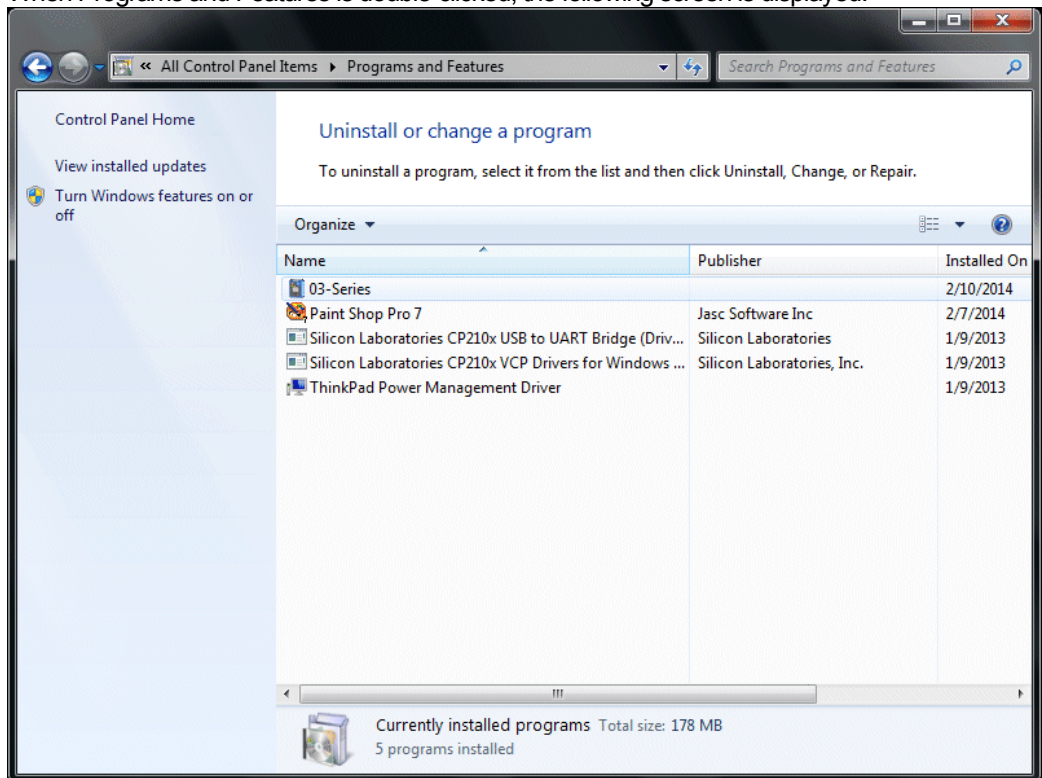 When Programs and Features is double-clicked, the following screen is displayed:
« All Control Panel Items ▸ Programs and Features
Search Programs and Features
Control Panel Home
View installed updates
Turn Windows features on or
off
Uninstall or change a program
To uninstall a program, select it from the list and then click Uninstall, Change, or Repair.
Organize
Name Publisher Installed On
03-Series 2/10/2014
Paint Shop Pro 7 Jasc Software Inc 2/7/2014
Silicon Laboratories CP210x USB to UART Bridge (Driv... Silicon Laboratories 1/9/2013
Silicon Laboratories CP210x VCP Drivers for Windows ... Silicon Laboratories, Inc. 1/9/2013
ThinkPad Power Management Driver 1/9/2013
Currently installed programs Total size: 178 MB
5 programs installed